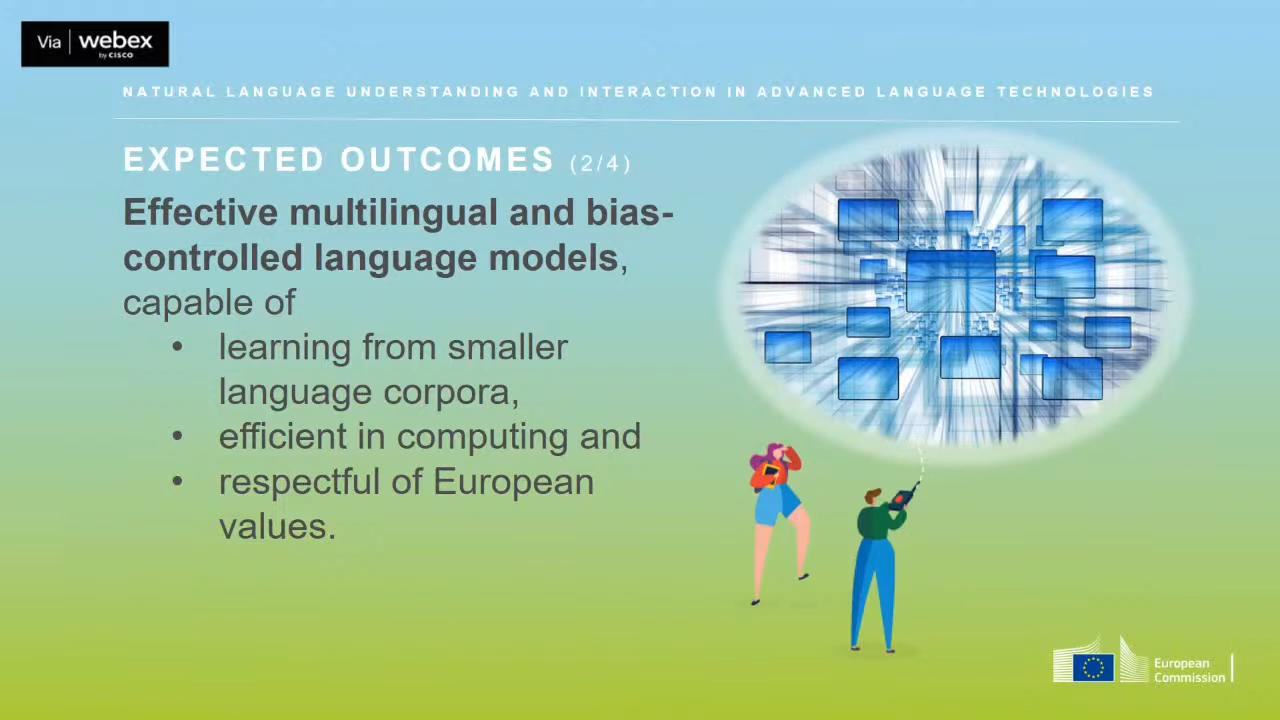 Via webex
by CISCO
NATURAL LANGUAGE UNDERSTANDING AND INTERACTION IN ADVANCED LANGUAGE TECHNOLOGIES
EXPECTED OUTCOMES (2/4)
Effective multilingual and bias-
controlled language models,
capable of
• learning from smaller
language corpora,
• efficient in computing and
• respectful of European
values.
European
Commission